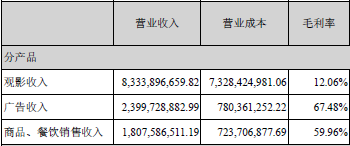 营业收入 营业成本 毛利率
分产品
观影收入 8,333,896,659.82 7,328,424,981.06 12.06%
广告收入 2,399,728,882.99 780,361,252.22 67.48%
商品、餐饮销售收入 1,807,586,511.19 723,706,877.69 59.96%